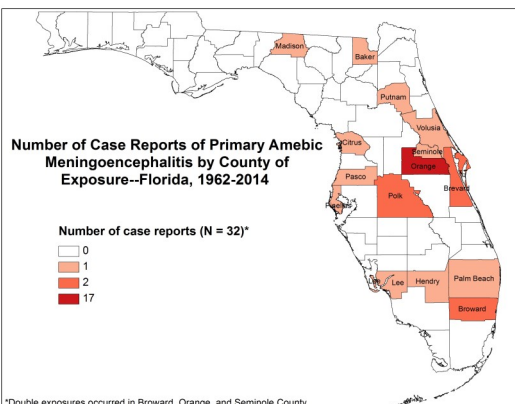 Madison
Baker
Putnam
Volusia
Number of Case Reports of Primary Amebic
Meningoencephalitis by County of
Exposure--Florida, 1962-2014
Citrus
Seminole
Orange
Pasco
Brevard
Polk
Pinellas
Number of case reports (N = 32)*
0
1
2
17
Lee
Lee
Hendry
Palm Beach
Broward
*Double exposures occurred in Broward, Orange, and Seminole County